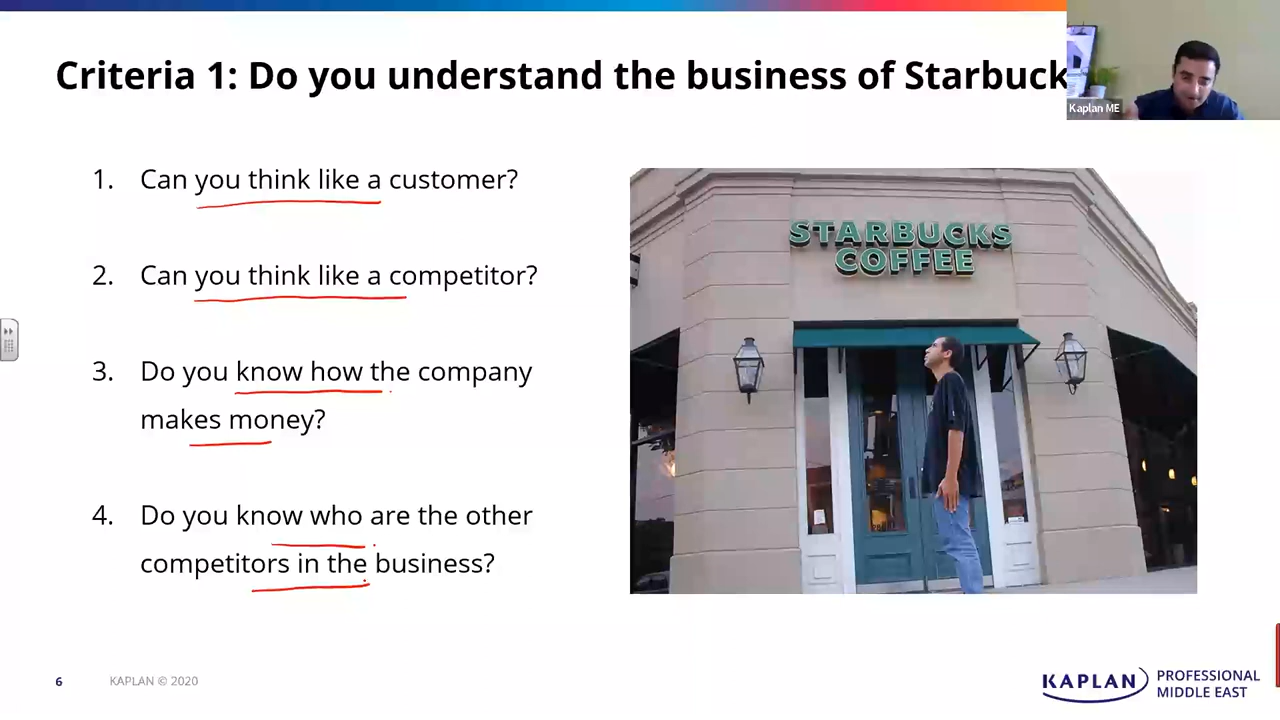 Criteria 1: Do you understand the business of Starbuck
Kaplan ME
1. Can you think like a customer?
2. Can you think like a competitor?
3. Do you know how the company
makes money?
4. Do you know who are the other
competitors in the business?
STARBUCKS
COFFEE
6 KAPLAN © 2020
KAPLAN PROFESSIONAL
MIDDLE EAST